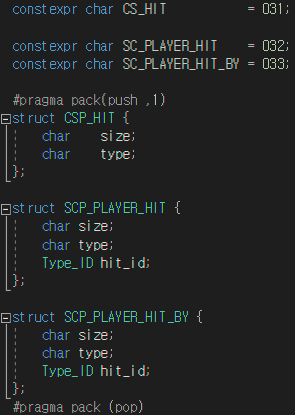 constexpr char CS_HIT = 031;
constexpr char SC_PLAYER_HIT = 032;
constexpr char SC_PLAYER_HIT_BY = 033;
#pragma pack(push ,1)
struct CSP_HIT {
char size;
char type;
};
struct SCP_PLAYER_HIT {
char size;
char type;
Type_ID hit_id;
};
struct SCP_PLAYER_HIT_BY {
char size;
char type;
Type_ID hit_id;
};
#pragma pack (pop)